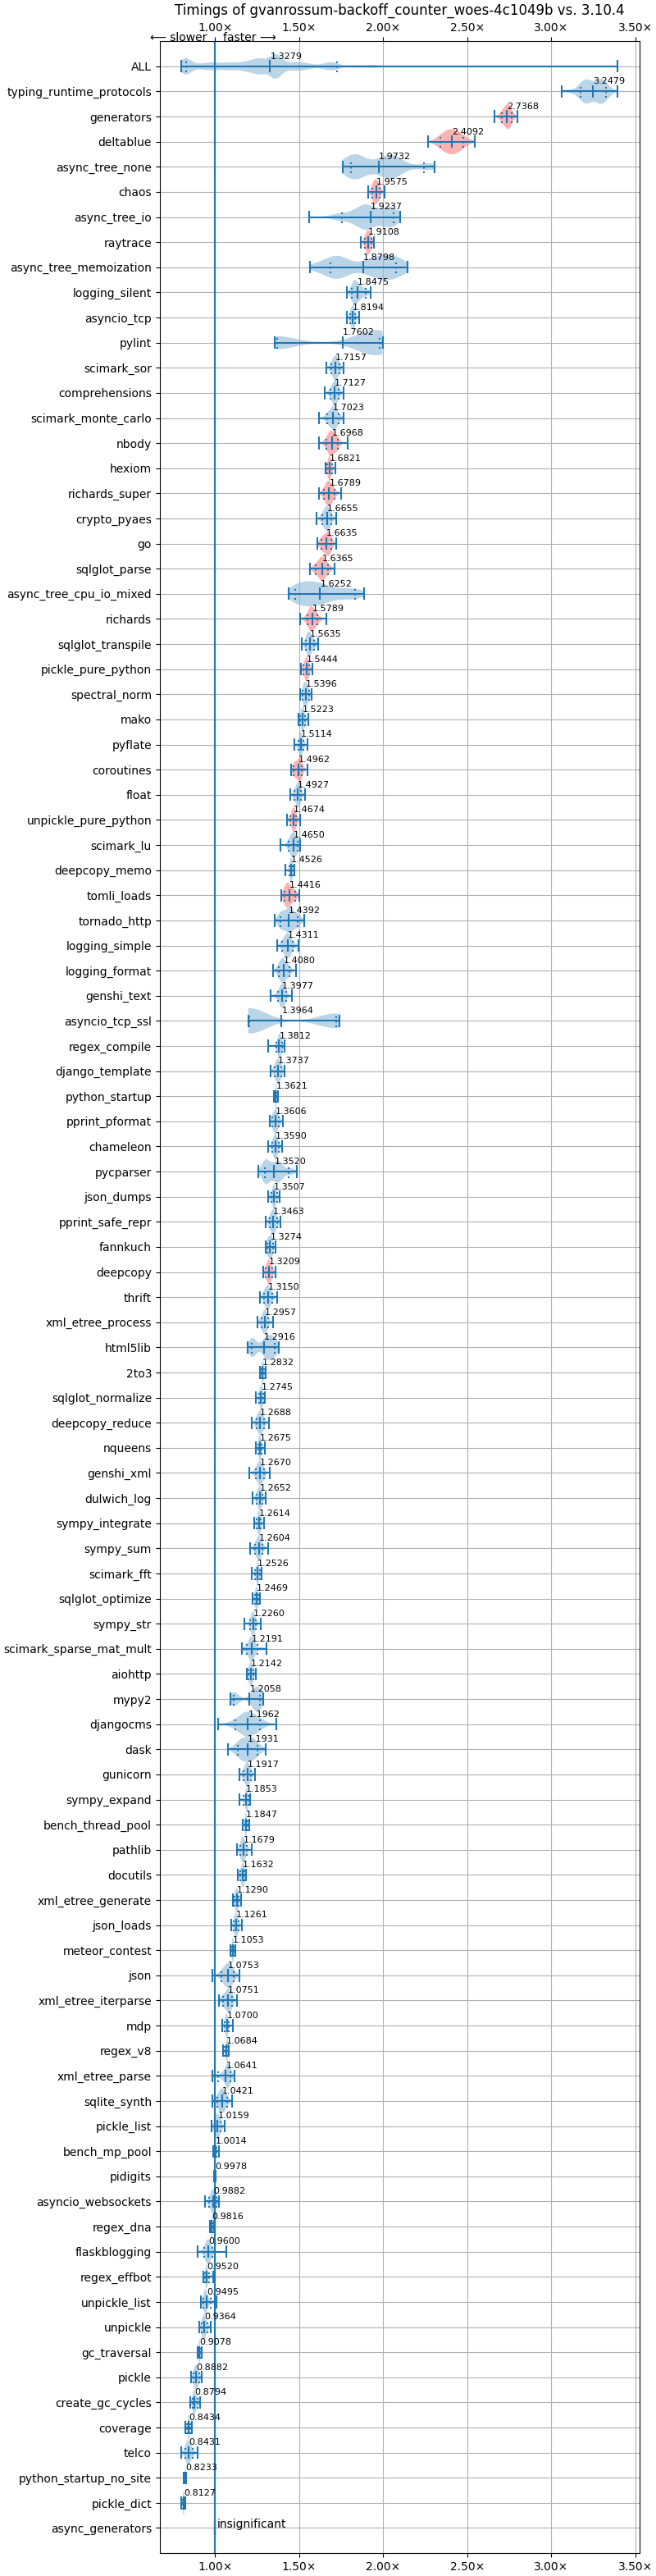 Timings of gvanrossum-backoff_counter_woes-4c1049b vs. 3.10.4
1.00× 1.50× 2.00× 2.50× 3.00× 3.50×
⟵ slower faster ⟶
ALL 1.3279
typing_runtime_protocols 3.2479
generators 2.7368
deltablue 2.4092
async_tree_none 1.9732
chaos 1.9575
async_tree_io 1.9237
raytrace 1.9108
async_tree_memoization 1.8798
logging_silent 1.8475
asyncio_tcp 1.8194
pylint 1.7602
scimark_sor 1.7157
comprehensions 1.7127
scimark_monte_carlo 1.7023
nbody 1.6968
hexiom 1.6821
richards_super 1.6789
crypto_pyaes 1.6655
go 1.6635
sqlglot_parse 1.6365
async_tree_cpu_io_mixed 1.6252
richards 1.5789
sqlglot_transpile 1.5635
pickle_pure_python 1.5444
spectral_norm 1.5396
mako 1.5223
pyflate 1.5114
coroutines 1.4962
float 1.4927
unpickle_pure_python 1.4674
scimark_lu 1.4650
deepcopy_memo 1.4526
tomli_loads 1.4416
tornado_http 1.4392
logging_simple 1.4311
logging_format 1.4080
genshi_text 1.3977
asyncio_tcp_ssl 1.3964
regex_compile 1.3812
django_template 1.3737
python_startup 1.3621
pprint_pformat 1.3606
chameleon 1.3590
pycparser 1.3520
json_dumps 1.3507
pprint_safe_repr 1.3463
fannkuch 1.3274
deepcopy 1.3209
thrift 1.3150
xml_etree_process 1.2957
html5lib 1.2916
2to3 1.2832
sqlglot_normalize 1.2745
deepcopy_reduce 1.2688
nqueens 1.2675
genshi_xml 1.2670
dulwich_log 1.2652
sympy_integrate 1.2614
sympy_sum 1.2604
scimark_fft 1.2526
sqlglot_optimize 1.2469
sympy_str 1.2260
scimark_sparse_mat_mult 1.2191
aiohttp 1.2142
mypy2 1.2058
djangocms 1.1962
dask 1.1931
gunicorn 1.1917
sympy_expand 1.1853
bench_thread_pool 1.1847
pathlib 1.1679
docutils 1.1632
xml_etree_generate 1.1290
json_loads 1.1261
meteor_contest 1.1053
json 1.0753
xml_etree_iterparse 1.0751
mdp 1.0700
regex_v8 1.0684
xml_etree_parse 1.0641
sqlite_synth 1.0421
pickle_list 1.0159
bench_mp_pool 1.0014
pidigits 0.9978
asyncio_websockets 0.9882
regex_dna 0.9816
flaskblogging 0.9600
regex_effbot 0.9520
unpickle_list 0.9495
unpickle 0.9364
gc_traversal 0.9078
pickle 0.8882
create_gc_cycles 0.8794
coverage 0.8434
telco 0.8431
python_startup_no_site 0.8233
pickle_dict 0.8127
async_generators insignificant
1.00× 1.50× 2.00× 2.50× 3.00× 3.50×